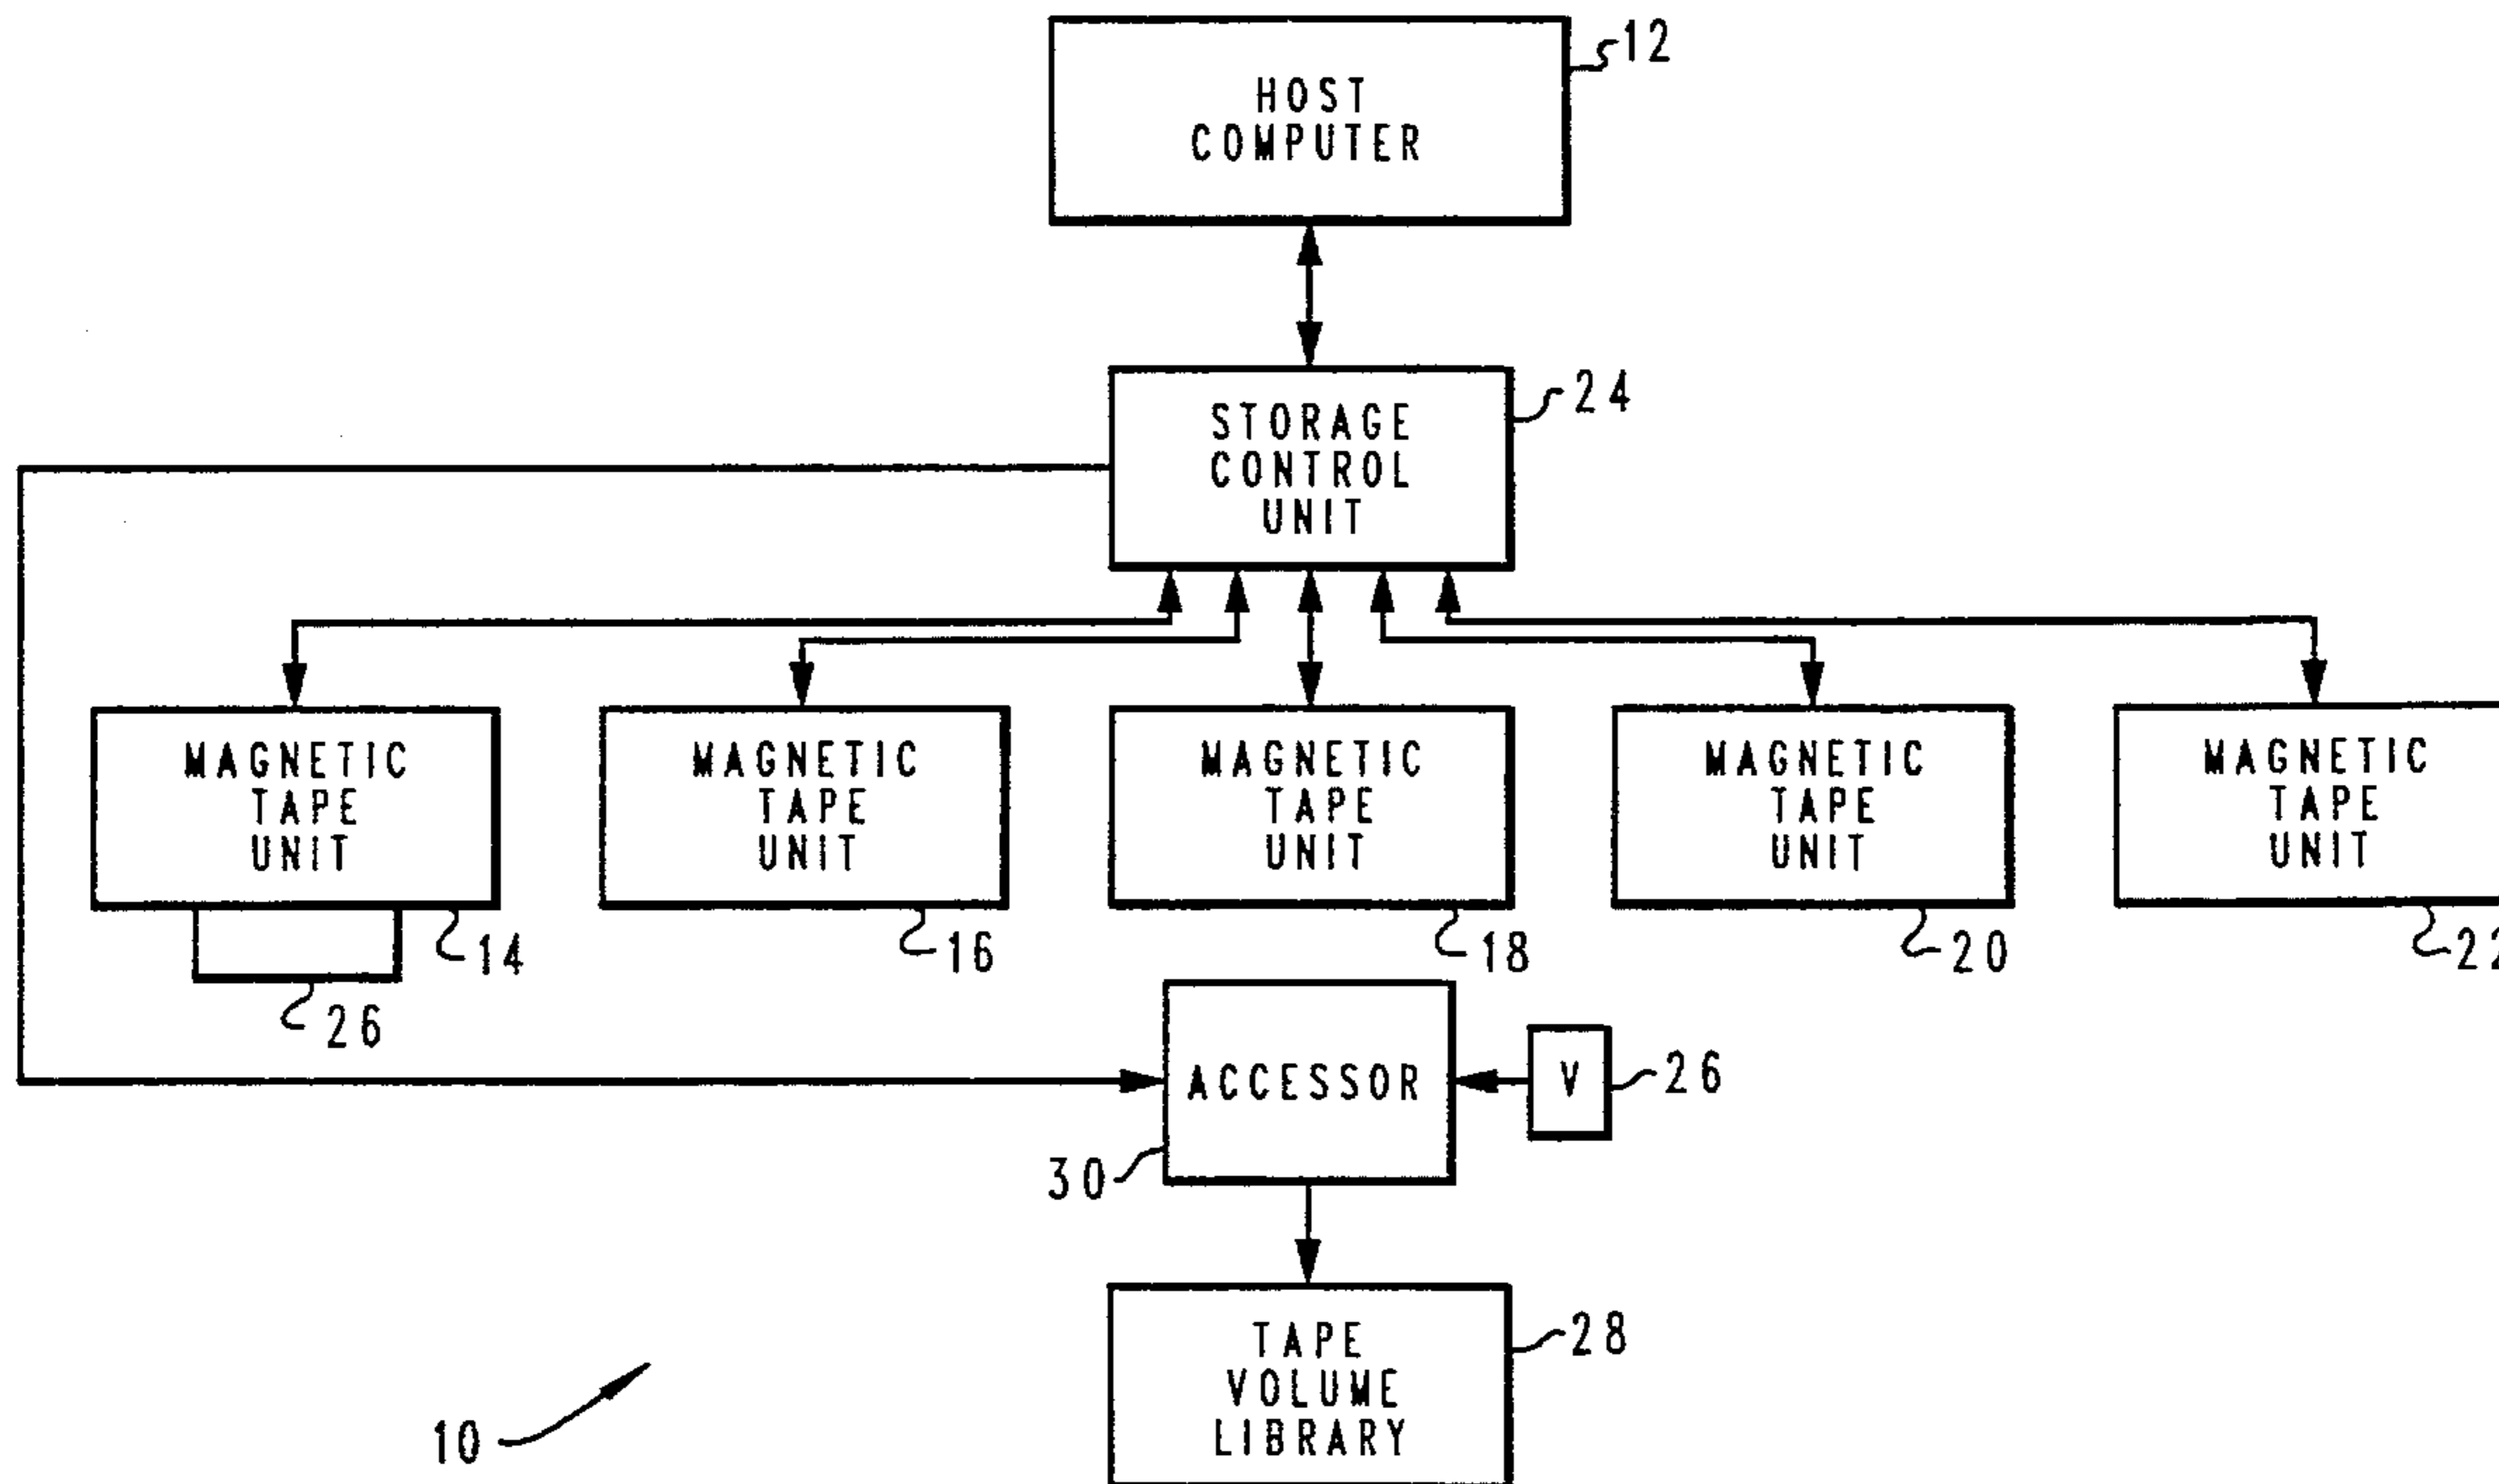 12
HOST
COMPUTER
24
STORAGE
CONTROL
UNIT
MAGNETIC
TAPE
UNIT
MAGNETIC
TAPE
UNIT
MAGNETIC
TAPE
UNIT
MAGNETIC
TAPE
UNIT
MAGNETIC
TAPE
UNIT
14
16
18
20
22
26
ACCESSOR
V
26
30
28
TAPE
VOLUME
LIBRARY
10